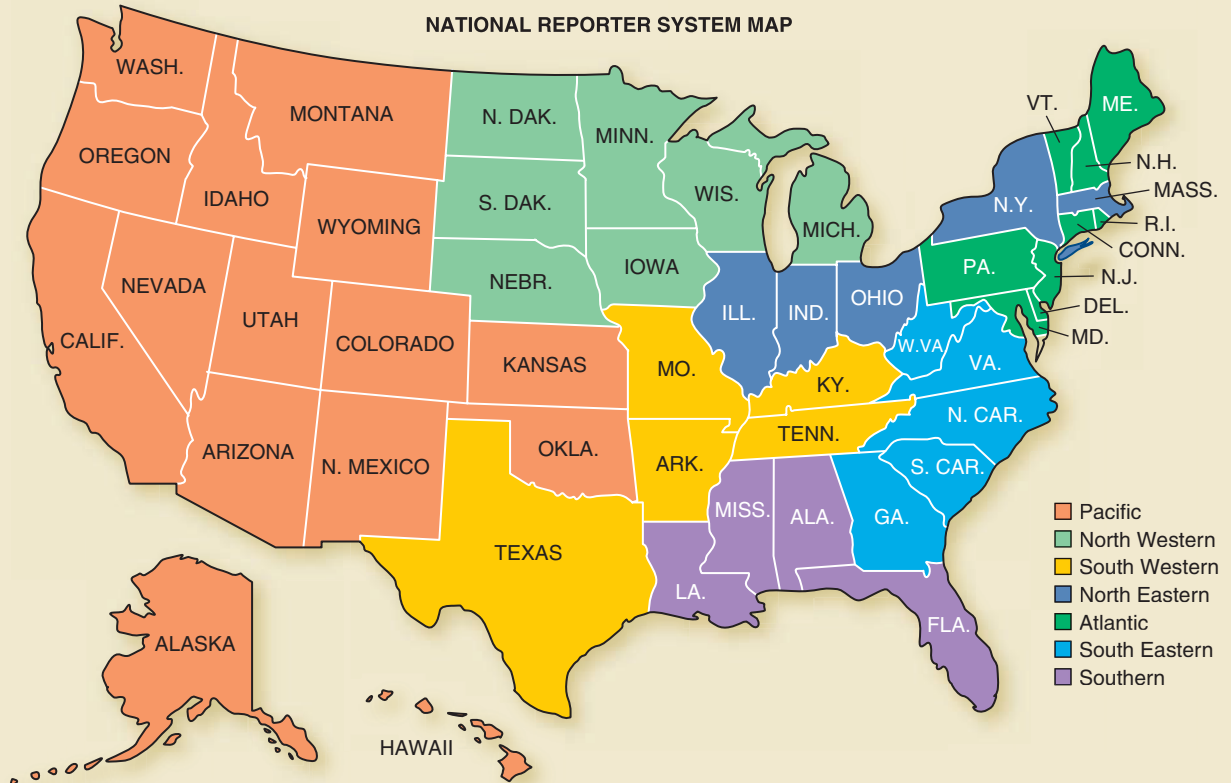 NATIONAL REPORTER SYSTEM MAP
WASH.
MONTANA
N. DAK.
MINN.
VT.
ME.
OREGON
IDAHO
WYOMING
S. DAK.
WIS.
MICH.
N.Y.
N.H.
MASS.
R.I.
CONN.
NEVADA
UTAH
COLORADO
NEBR.
IOWA
ILL.
IND.
OHIO
PA.
N.J.
DEL.
MD.
CALIF.
KANSAS
MO.
KY.
W.VA
VA.
ARIZONA
N. MEXICO
OKLA.
ARK.
TENN.
N. CAR.
S. CAR.
TEXAS
LA.
MISS.
ALA.
GA.
FLA.
ALASKA
HAWAII
Pacific
North Western
South Western
North Eastern
Atlantic
South Eastern
Southern